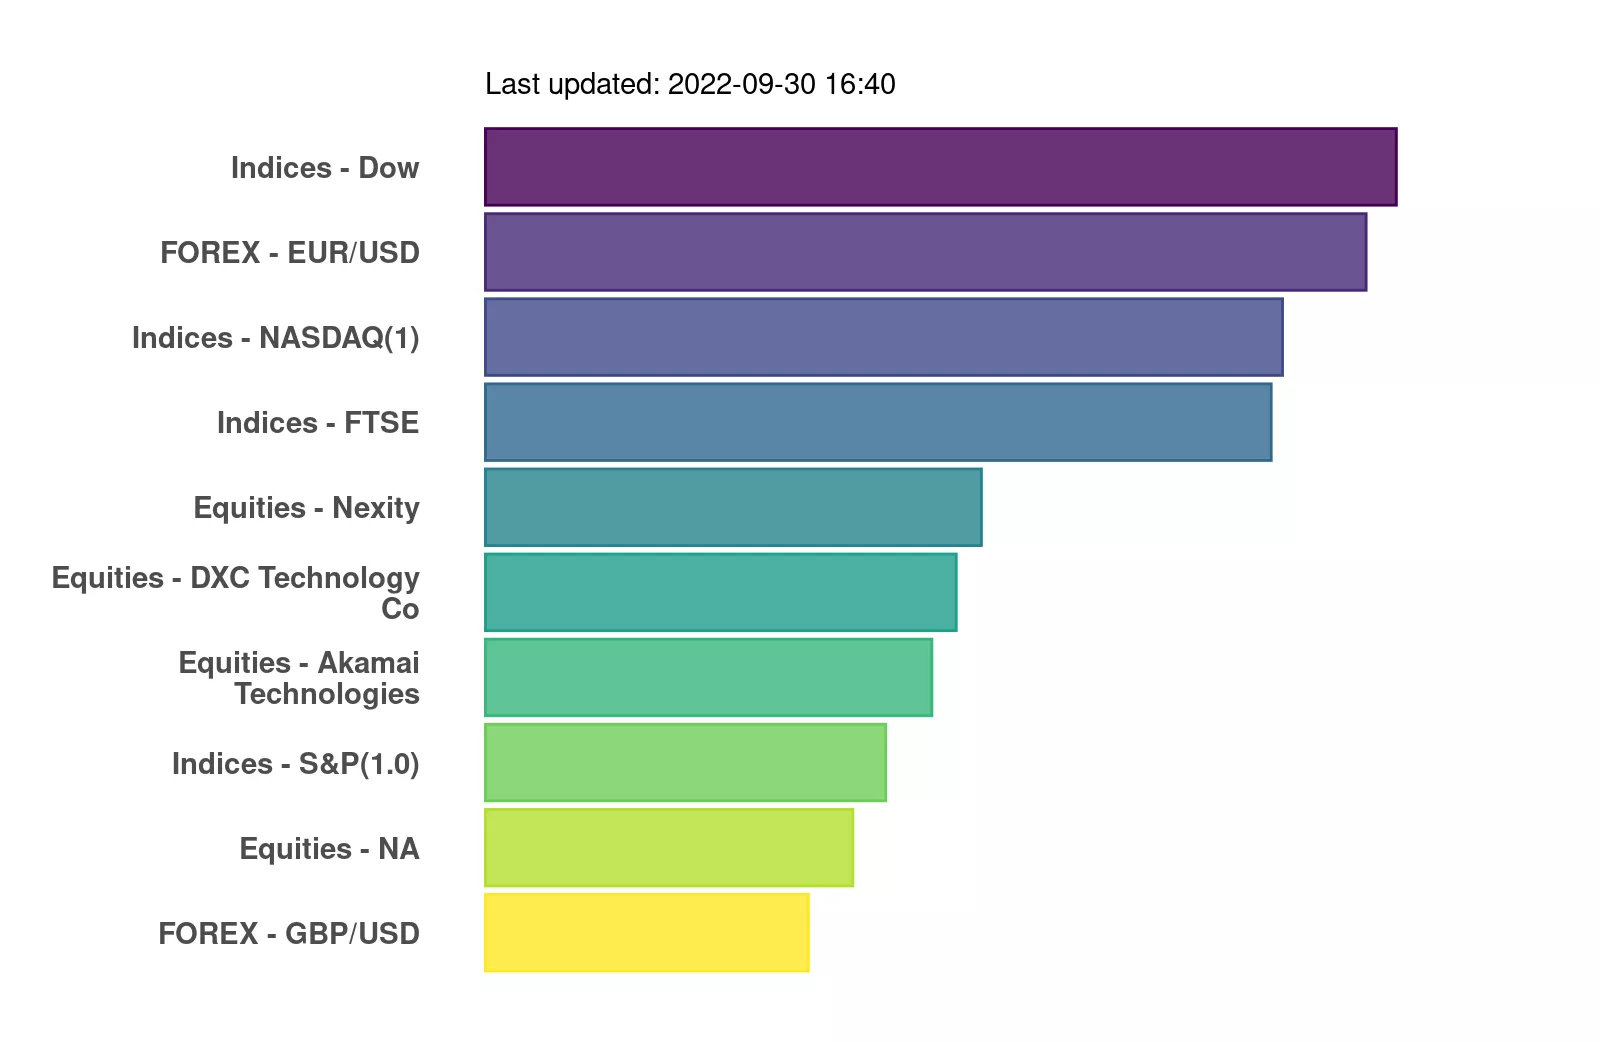 Last updated: 2022-09-30 16:40
Indices - Dow
FOREX - EUR/USD
Indices - NASDAQ(1)
Indices - FTSE
Equities - Nexity
Equities - DXC Technology
Co
Equities - Akamai
Technologies
Indices - S&P(1.0)
Equities - NA
FOREX - GBP/USD